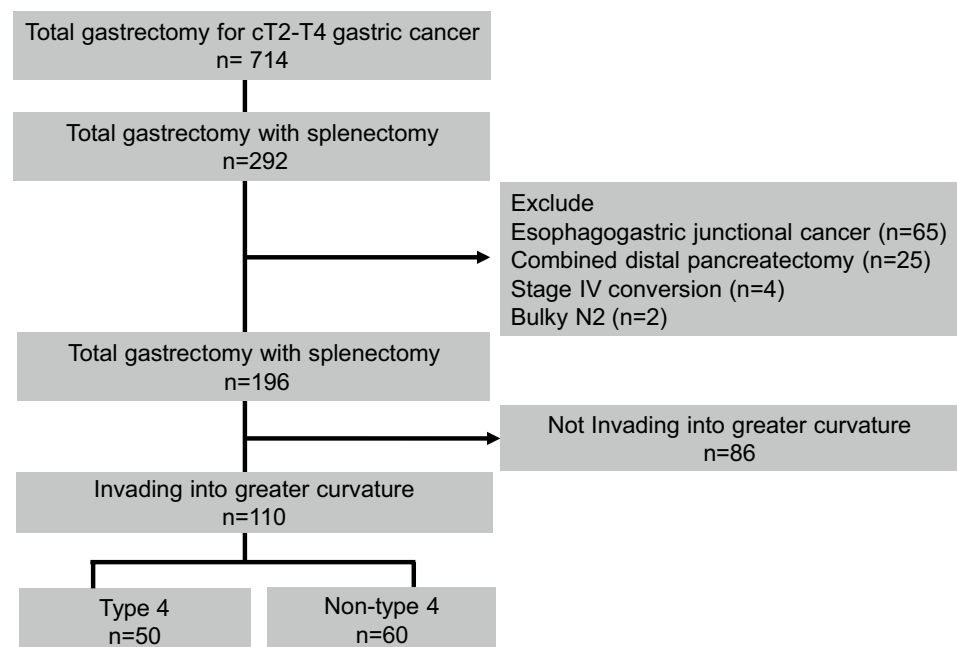 Total gastrectomy for cT2-T4 gastric cancer
n= 714
Total gastrectomy with splenectomy
n=292
Exclude
Esophagogastric junctional cancer (n=65)
Combined distal pancreatectomy (n=25)
Stage IV conversion (n=4)
Bulky N2 (n=2)
Total gastrectomy with splenectomy
n=196
Not Invading into greater curvature
n=86
Invading into greater curvature
n=110
Type 4
n=50
Non-type 4
n=60